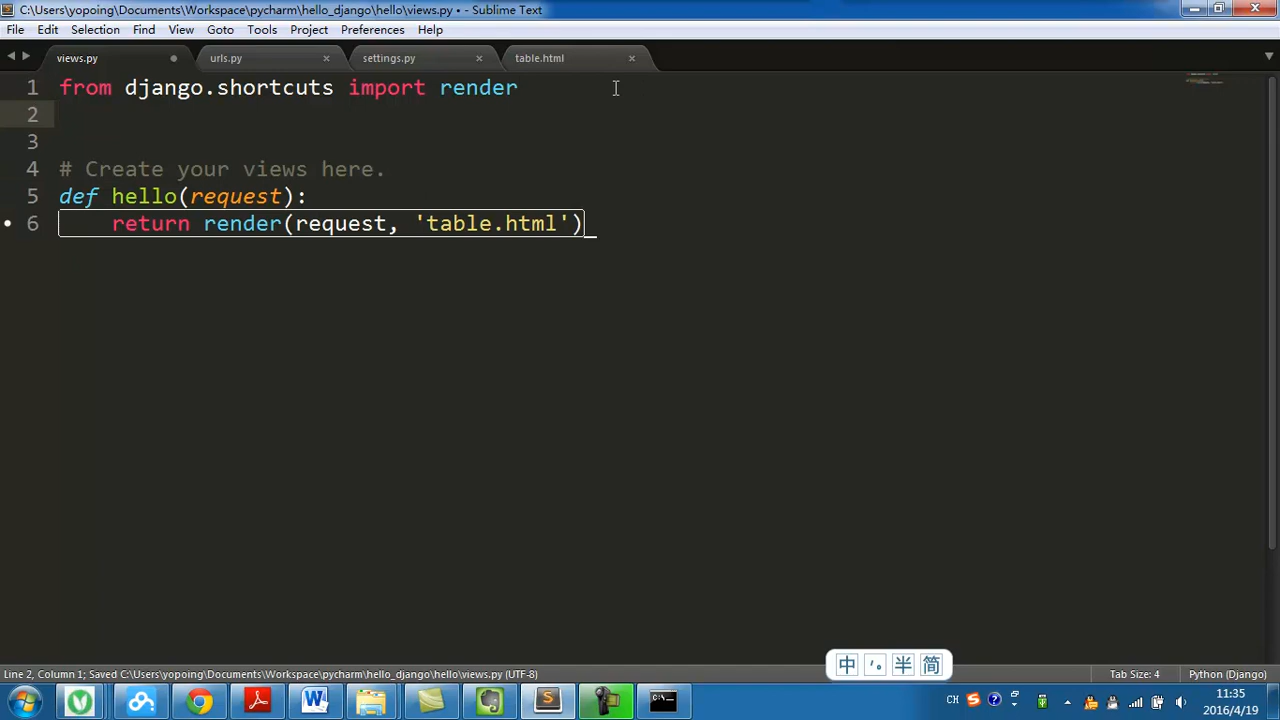 C:\Users\yopoing\Documents\Workspace\pycharm\hello_django\hello\views.py • - Sublime Text
File Edit Selection Find View Goto Tools Project Preferences Help
views.py urls.py settings.py table.html
1 from django.shortcuts import render
2
3
4 # Create your views here.
5 def hello(request):
6 return render(request, 'table.html')
中 半 简
Line 2, Column 1; Saved C:\Users\yopoing\Documents\Workspace\pycharm\hello_django\hello\views.py (UTF-8) Tab Size: 4 Python (Django)
CH 11:35
2016/4/19